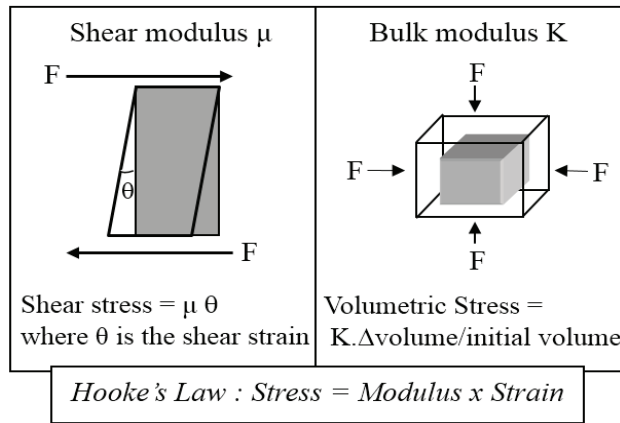 Shear modulus μ
F
θ
F
Shear stress = μ θ
where θ is the shear strain
Bulk modulus K
F
F
F
F
Volumetric Stress =
K.Δvolume/initial volume
Hooke's Law : Stress = Modulus x Strain